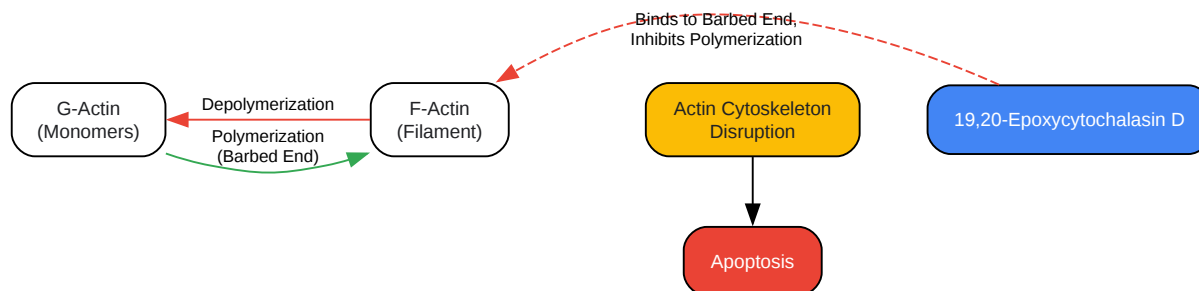 Binds to Barbed End,
Inhibits Polymerization
G-Actin
(Monomers)
Depolymerization
Polymerization
(Barbed End)
F-Actin
(Filament)
Actin Cytoskeleton
Disruption
19,20-Epoxycytochalasin D
Apoptosis